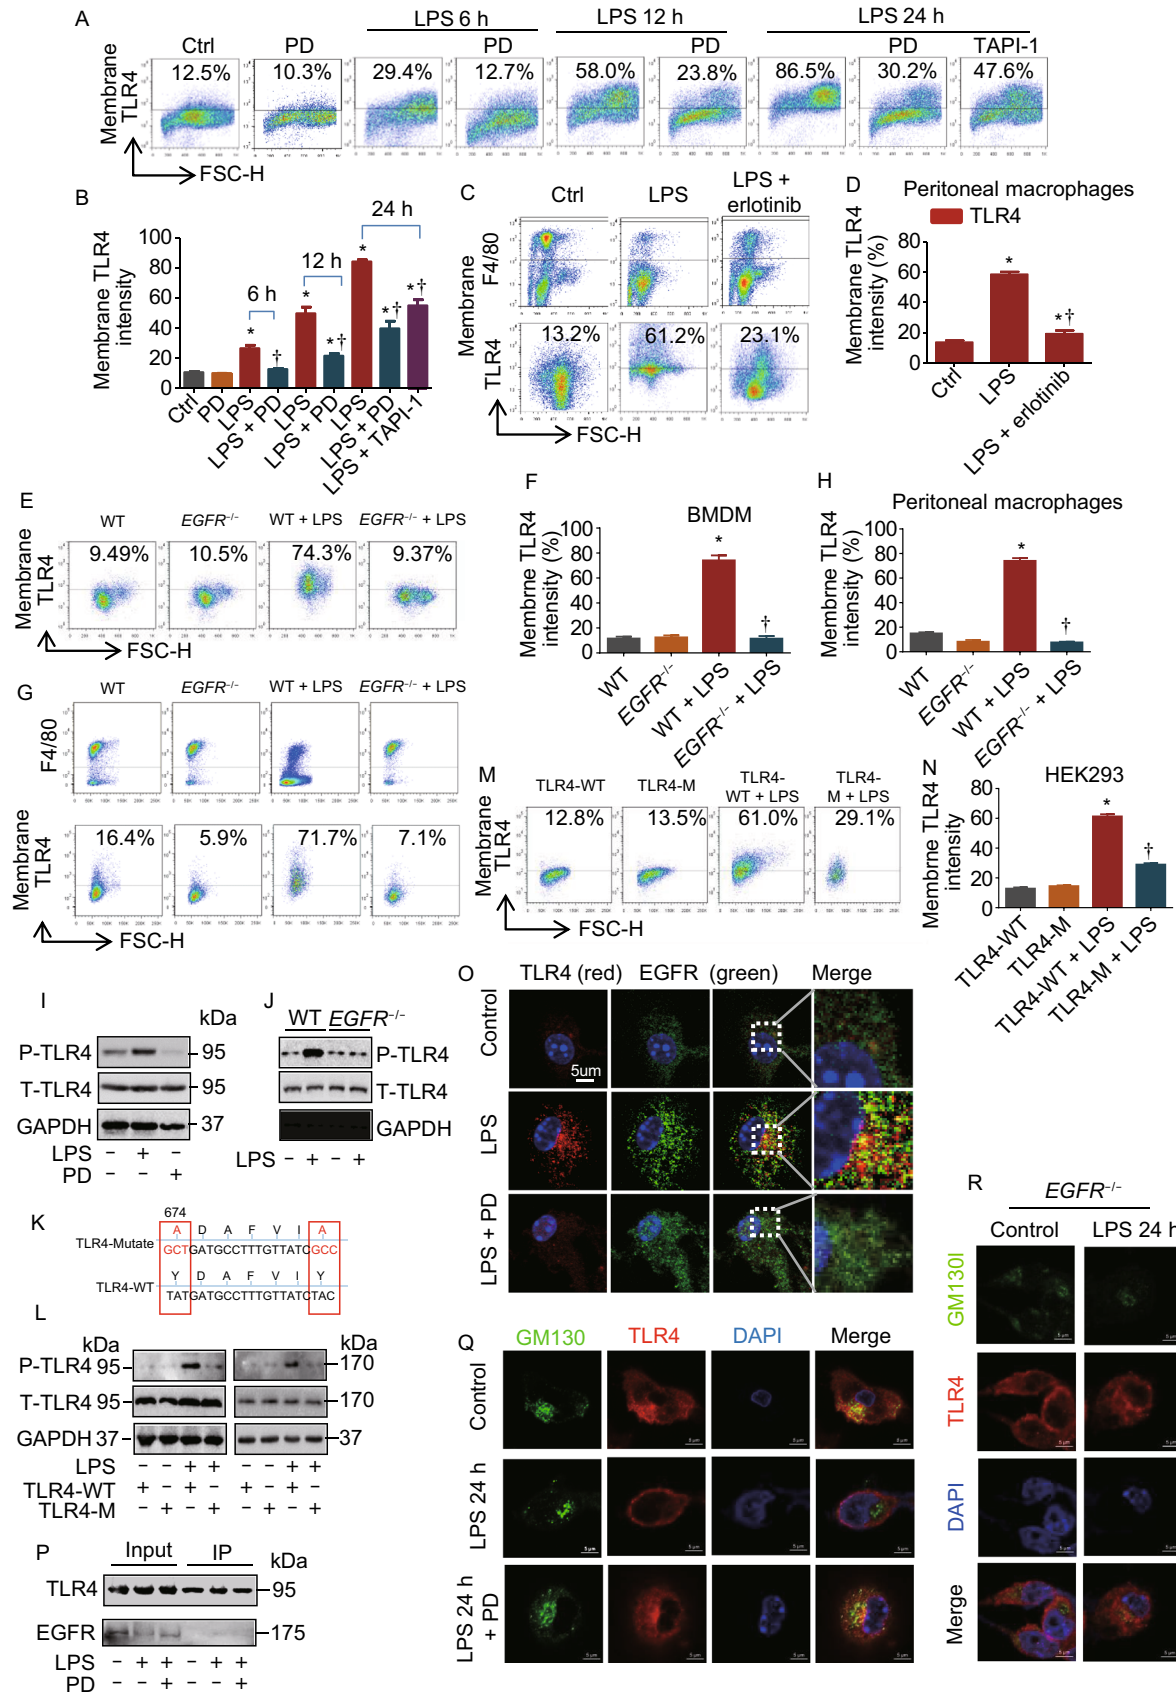 A
LPS 6 h
LPS 12 h
LPS 24 h
Ctrl PD PD PD PD TAPI-1
Membrane TLR4
12.5% 10.3% 29.4% 12.7% 58.0% 23.8% 86.5% 30.2% 47.6%
FSC-H
B
Membrane TLR4 intensity
100
80
60
40
20
0
6 h
12 h
24 h
* † * *† * *† *†
Ctrl
PD
LPS
LPS + PD
LPS
LPS + PD
LPS
LPS + PD
LPS + TAPI-1
C
Ctrl LPS LPS + erlotinib
Membrane
F4/80
TLR4
13.2% 61.2% 23.1%
FSC-H
D
Peritoneal macrophages
TLR4
Membrane TLR4 intensity (%)
80
60
40
20
0
* *†
Ctrl
LPS
LPS + erlotinib
E
WT EGFR−/− WT + LPS EGFR−/− + LPS
Membrane TLR4
9.49% 10.5% 74.3% 9.37%
FSC-H
F
BMDM
Membrne TLR4 intensity (%)
100
80
60
40
20
0
* †
WT
EGFR−/−
WT + LPS
EGFR−/− + LPS
H
Peritoneal macrophages
Membrne TLR4 intensity (%)
100
80
60
40
20
0
* †
WT
EGFR−/−
WT + LPS
EGFR−/− + LPS
G
WT EGFR−/− WT + LPS EGFR−/− + LPS
F4/80
Membrane TLR4
16.4% 5.9% 71.7% 7.1%
FSC-H
M
TLR4-WT TLR4-M TLR4-WT + LPS TLR4-M + LPS
Membrane TLR4
12.8% 13.5% 61.0% 29.1%
FSC-H
N
HEK293
Membrne TLR4 intensity
80
60
40
20
0
* †
TLR4-WT
TLR4-M
TLR4-WT + LPS
TLR4-M + LPS
I
kDa
P-TLR4 95
T-TLR4 95
GAPDH 37
LPS − + −
PD − − +
J
WT EGFR−/−
P-TLR4
T-TLR4
GAPDH
LPS − + − +
K
674
A D A F V I A
TLR4-Mutate GCTGATGCCTTTGTTATCGCC
Y D A F V I Y
TLR4-WT TATGATGCCTTTGTTATCTAC
L
kDa kDa
P-TLR4 95 170
T-TLR4 95 170
GAPDH 37 37
LPS − − + + − − + +
TLR4-WT + − + − + − + −
TLR4-M − + − + − + − +
P
Input IP kDa
TLR4 95
EGFR 175
LPS − + + − + +
PD − − + − − +
O
TLR4 (red) EGFR (green) Merge
Control
5um
LPS
LPS + PD
Q
GM130 TLR4 DAPI Merge
Control
LPS 24 h
LPS 24 h + PD
5 μm
R
EGFR−/−
Control LPS 24 h
GM130I
TLR4
DAPI
Merge
5 μm